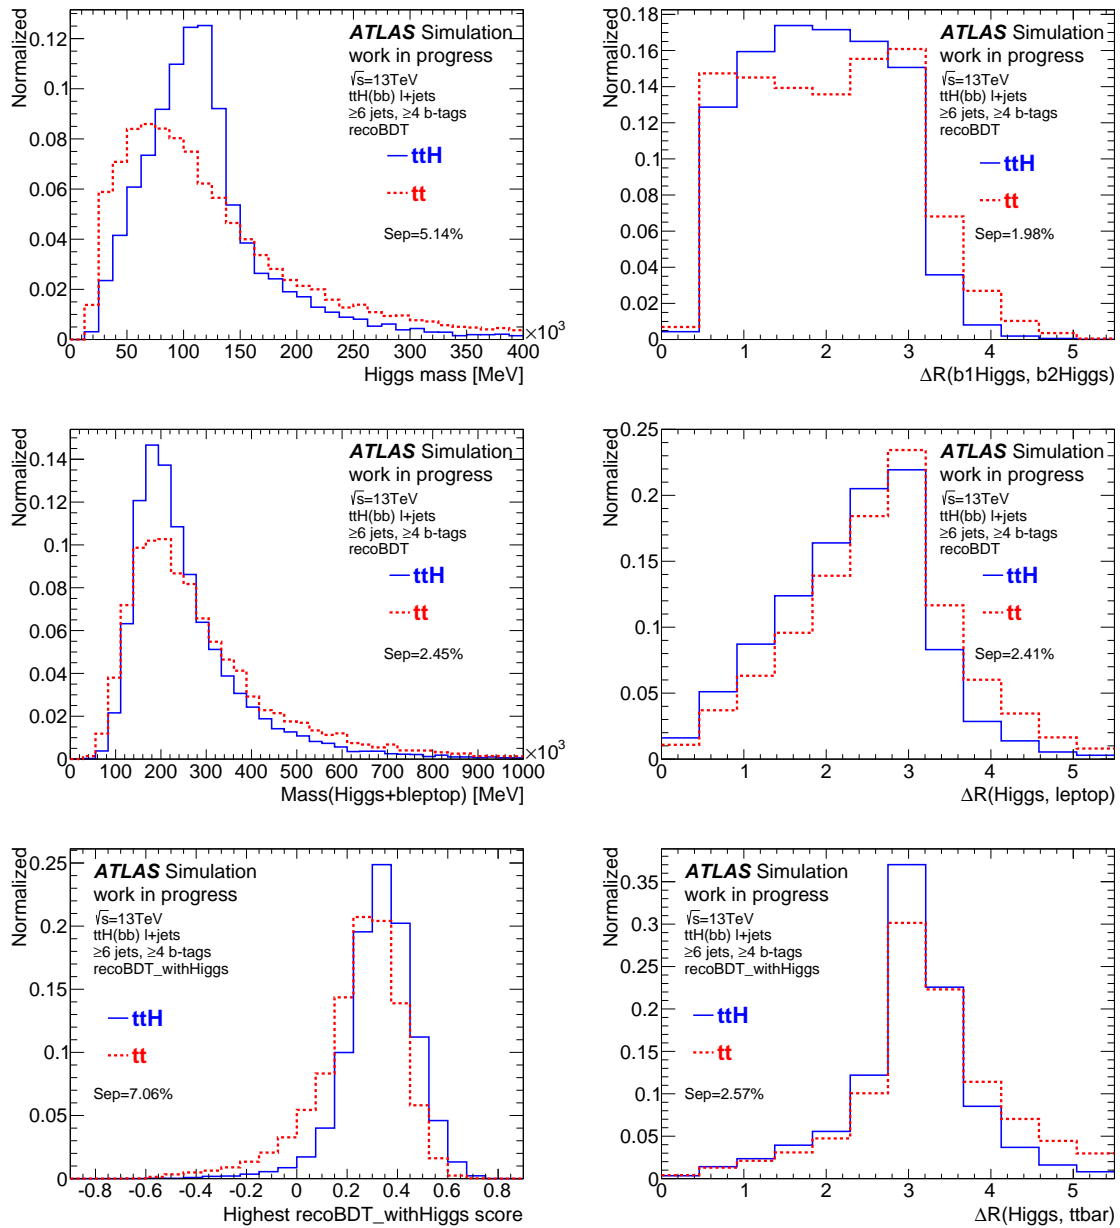 Normalized
0.12
0.1
0.08
0.06
0.04
0.02
0
ATLAS Simulation
work in progress
√s=13TeV
ttH(bb) l+jets
≥6 jets, ≥4 b-tags
recoBDT
ttH
tt
Sep=5.14%
0 50 100 150 200 250 300 350 400
×10³
Higgs mass [MeV]
Normalized
0.18
0.16
0.14
0.12
0.1
0.08
0.06
0.04
0.02
0
ATLAS Simulation
work in progress
√s=13TeV
ttH(bb) l+jets
≥6 jets, ≥4 b-tags
recoBDT
ttH
tt
Sep=1.98%
0 1 2 3 4 5
ΔR(b1Higgs, b2Higgs)
Normalized
0.14
0.12
0.1
0.08
0.06
0.04
0.02
0
ATLAS Simulation
work in progress
√s=13TeV
ttH(bb) l+jets
≥6 jets, ≥4 b-tags
recoBDT
ttH
tt
Sep=2.45%
0 100 200 300 400 500 600 700 800 900 1000
×10³
Mass(Higgs+bleptop) [MeV]
Normalized
0.25
0.2
0.15
0.1
0.05
0
ATLAS Simulation
work in progress
√s=13TeV
ttH(bb) l+jets
≥6 jets, ≥4 b-tags
recoBDT
ttH
tt
Sep=2.41%
0 1 2 3 4 5
ΔR(Higgs, leptop)
Normalized
0.25
0.2
0.15
0.1
0.05
0
ATLAS Simulation
work in progress
√s=13TeV
ttH(bb) l+jets
≥6 jets, ≥4 b-tags
recoBDT_withHiggs
ttH
tt
Sep=7.06%
-0.8 -0.6 -0.4 -0.2 0 0.2 0.4 0.6 0.8
Highest recoBDT_withHiggs score
Normalized
0.35
0.3
0.25
0.2
0.15
0.1
0.05
0
ATLAS Simulation
work in progress
√s=13TeV
ttH(bb) l+jets
≥6 jets, ≥4 b-tags
recoBDT_withHiggs
ttH
tt
Sep=2.57%
0 1 2 3 4 5
ΔR(Higgs, ttbar)